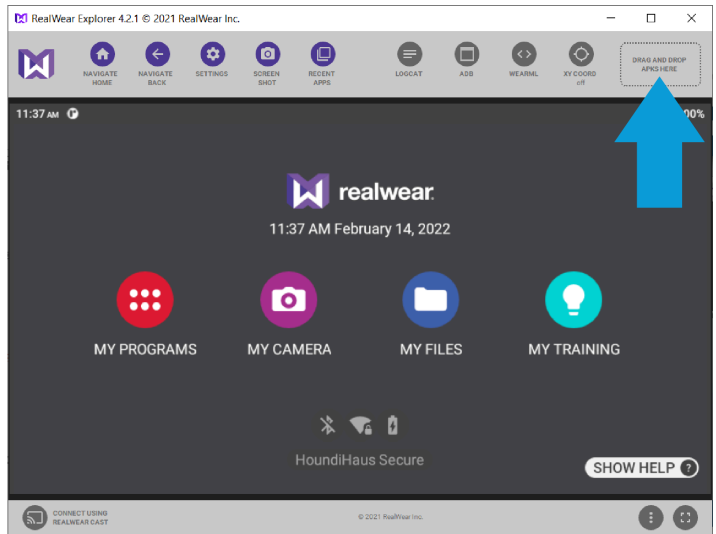 RealWear Explorer 4.2.1 © 2021 RealWear Inc.
NAVIGATE
HOME
NAVIGATE
BACK
SETTINGS
SCREEN
SHOT
RECENT
APPS
LOGCAT
ADB
WEARML
XY COORD
off
DRAG AND DROP
APKS HERE
11:37 AM
00%
realwear.
11:37 AM February 14, 2022
MY PROGRAMS
MY CAMERA
MY FILES
MY TRAINING
HoundiHaus Secure
SHOW HELP ?
CONNECT USING
REALWEAR CAST
© 2021 RealWear Inc.